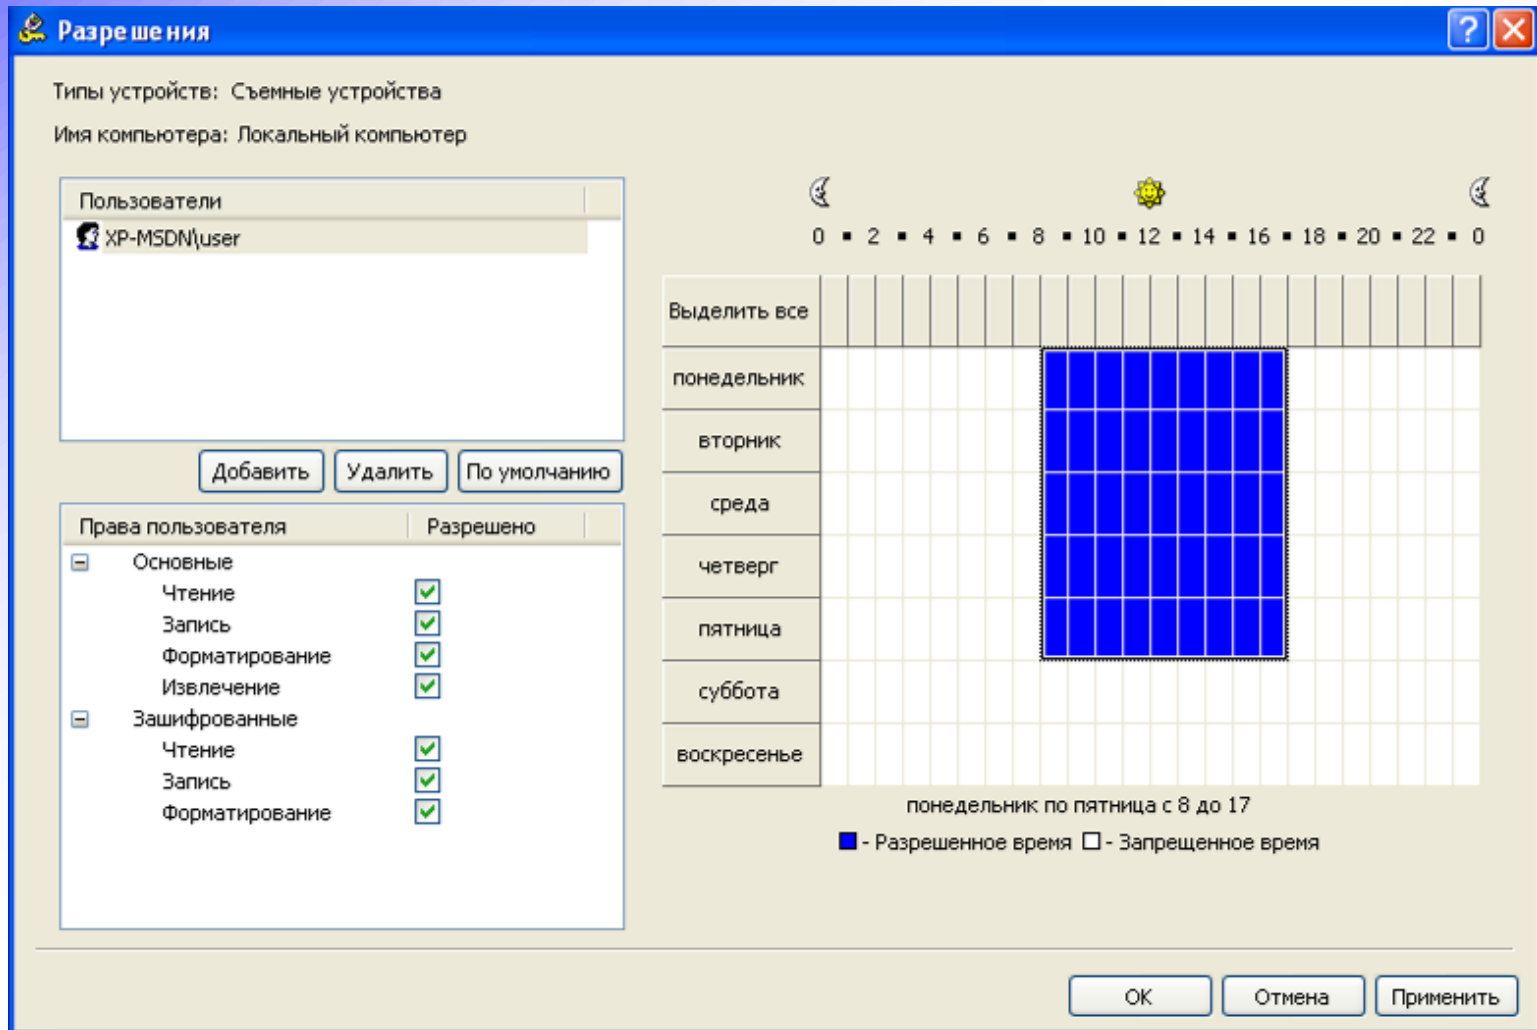 Разрешения
Типы устройств: Съемные устройства
Имя компьютера: Локальный компьютер
Пользователи
XP-MSDN\user
Добавить Удалить По умолчанию
Права пользователя Разрешено
Основные
Чтение
Запись
Форматирование
Извлечение
Зашифрованные
Чтение
Запись
Форматирование
0 ▪ 2 ▪ 4 ▪ 6 ▪ 8 ▪ 10 ▪ 12 ▪ 14 ▪ 16 ▪ 18 ▪ 20 ▪ 22 ▪ 0
Выделить все
понедельник
вторник
среда
четверг
пятница
суббота
воскресенье
понедельник по пятница с 8 до 17
- Разрешенное время - Запрещенное время
ОК Отмена Применить